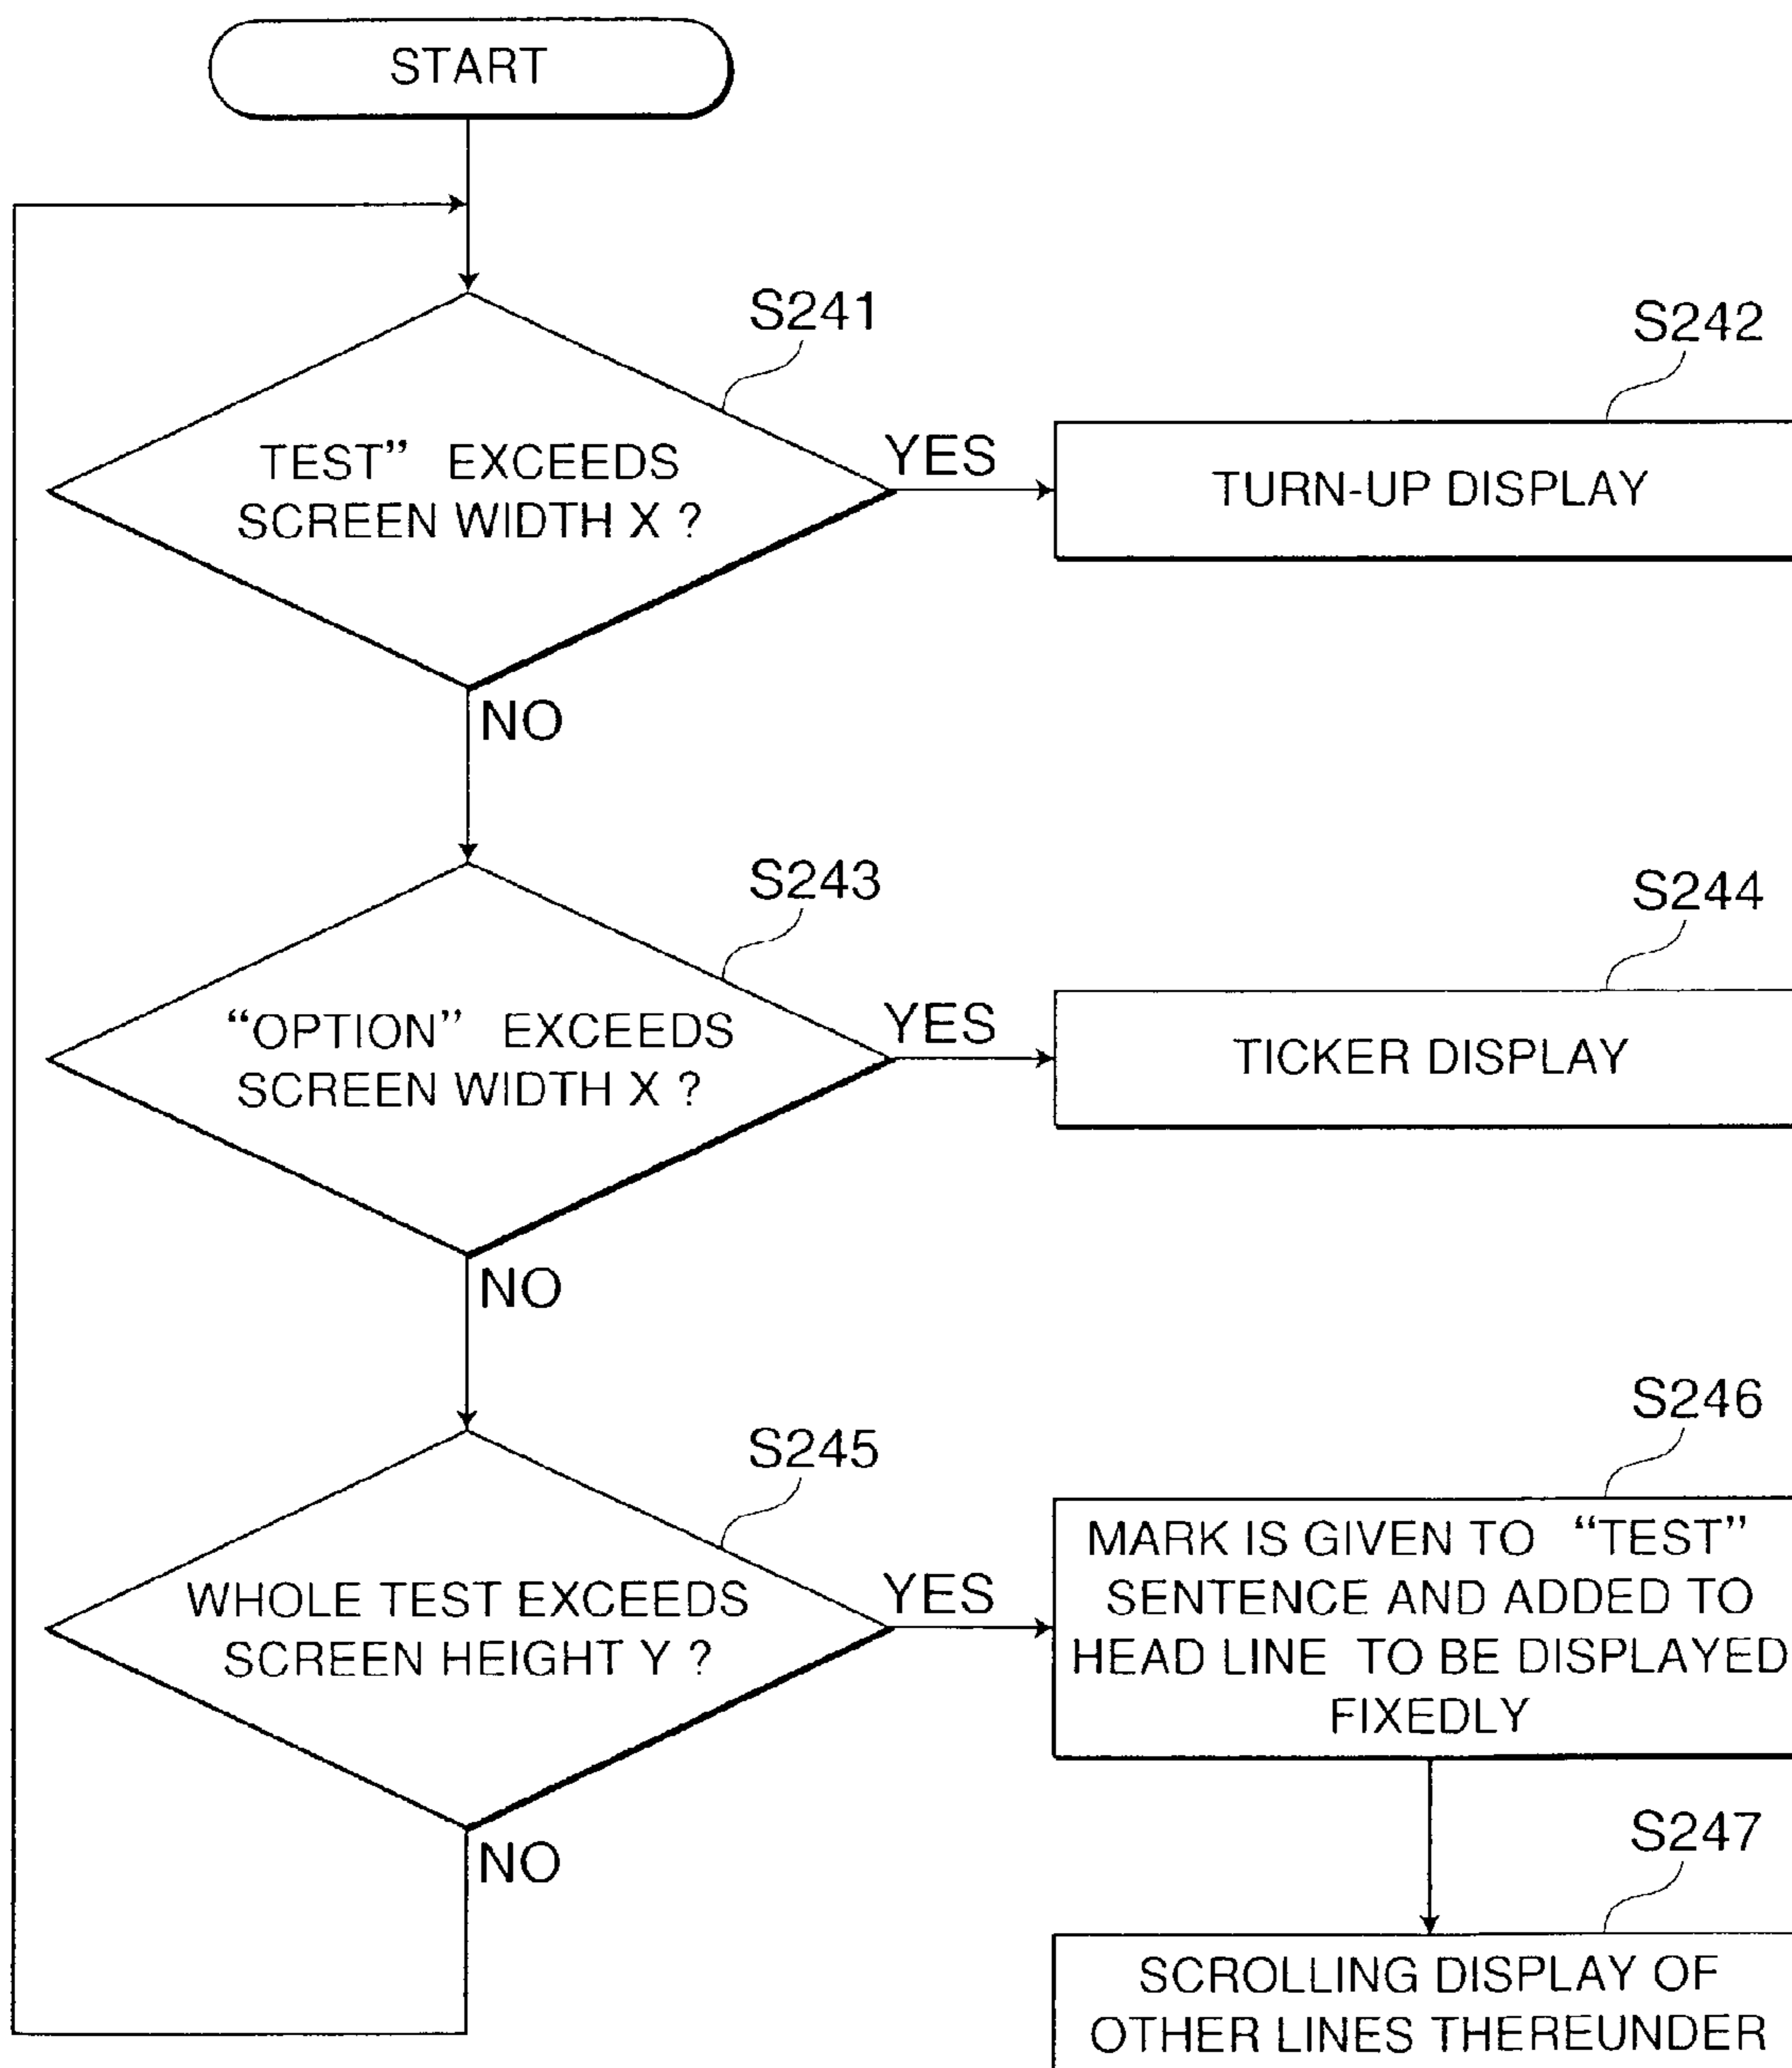 START
S241
S242
TEST” EXCEEDS
SCREEN WIDTH X ?
YES
TURN-UP DISPLAY
NO
S243
S244
“OPTION” EXCEEDS
SCREEN WIDTH X ?
YES
TICKER DISPLAY
NO
S245
S246
WHOLE TEST EXCEEDS
SCREEN HEIGHT Y ?
YES
MARK IS GIVEN TO “TEST”
SENTENCE AND ADDED TO
HEAD LINE TO BE DISPLAYED
FIXEDLY
NO
S247
SCROLLING DISPLAY OF
OTHER LINES THEREUNDER